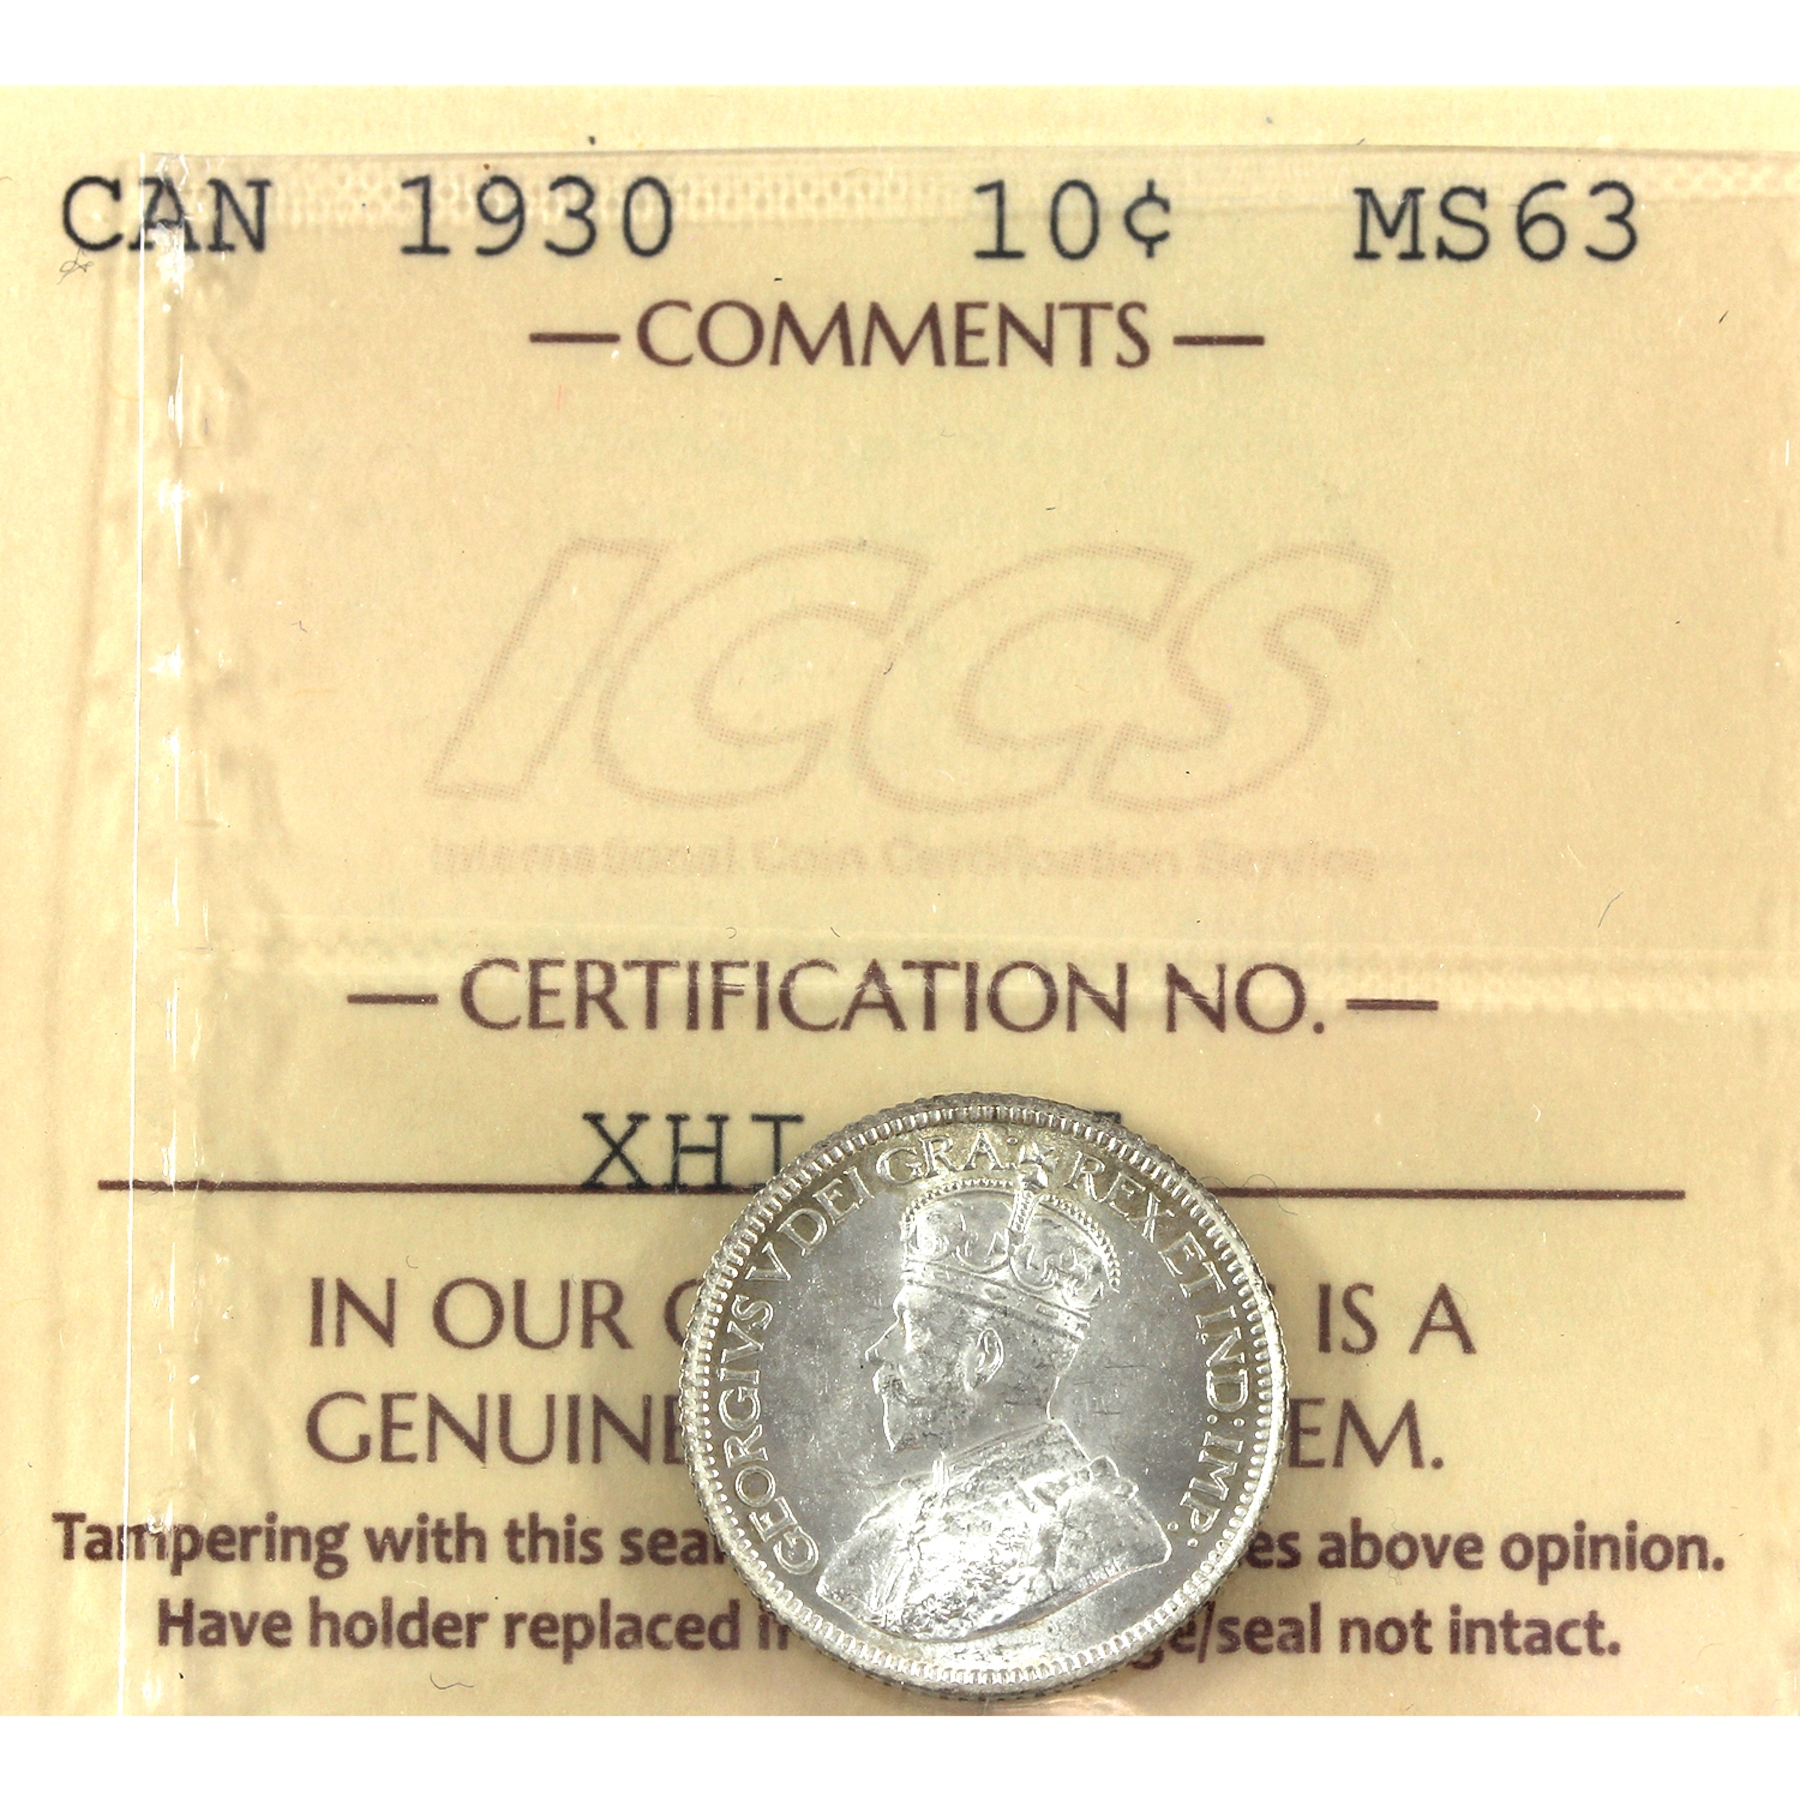 CAN 1930 10¢ MS63
—COMMENTS—
ICCS
International Coin Certification Service
—CERTIFICATION NO.—
XHI
IN OUR IS A
GENUINE EM.
Tampering with this seal es above opinion.
Have holder replaced if ge/seal not intact.
GEORGIVS V DEI GRA: REX ET IND: IMP: